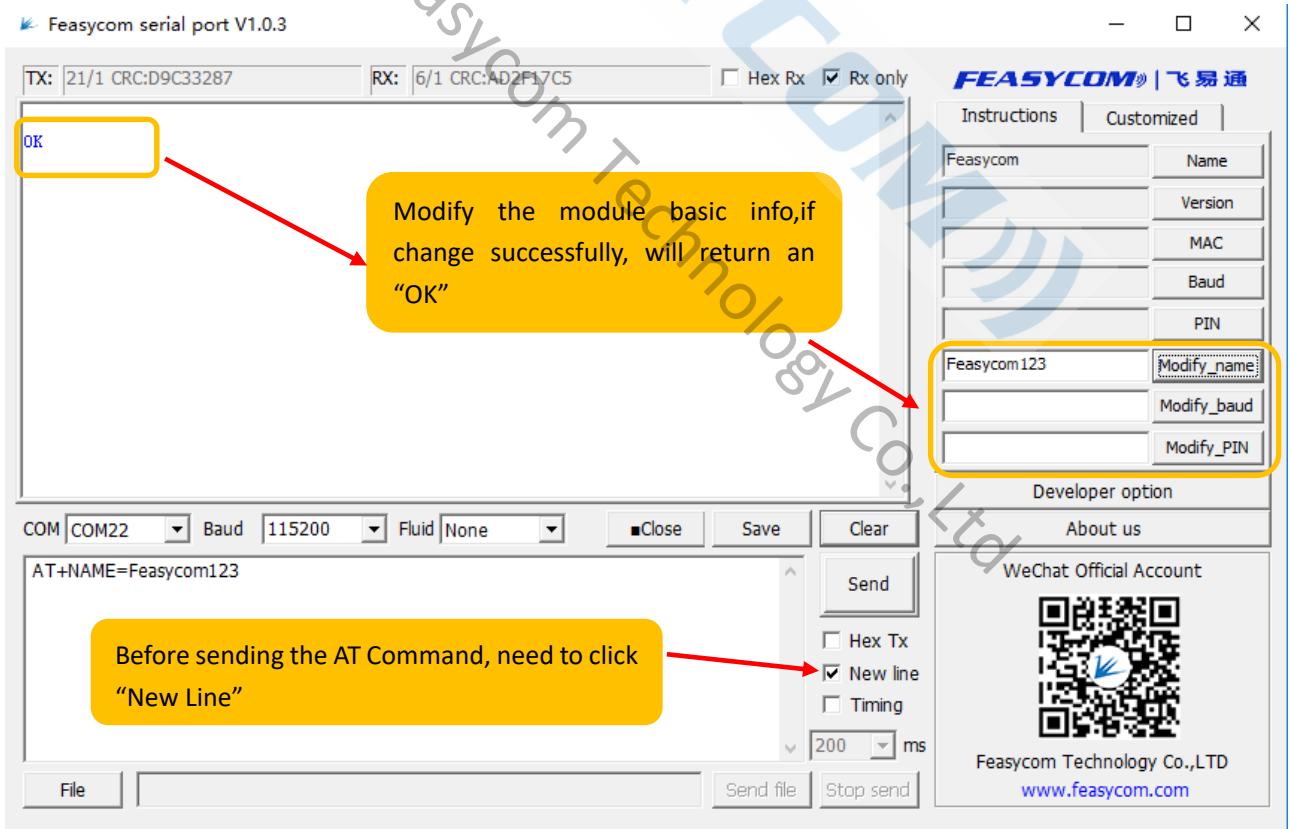 Feasycom serial port V1.0.3
TX: 21/1 CRC:D9C33287 RX: 6/1 CRC:AD2F17C5 Hex Rx Rx only
FEASYCOM | 飞易通
Instructions Customized
OK
Feasycom Name
Version
MAC
Baud
PIN
Feasycom123 Modify_name
Modify_baud
Modify_PIN
Developer option
About us
Modify the module basic info,if
change successfully, will return an
“OK”
COM COM22 Baud 115200 Fluid None ■Close Save Clear
AT+NAME=Feasycom123
Send
Hex Tx
New line
Timing
200 ms
Before sending the AT Command, need to click
“New Line”
File Send file Stop send
WeChat Official Account
Feasycom Technology Co.,LTD
www.feasycom.com
Technology Co., Ltd
COM